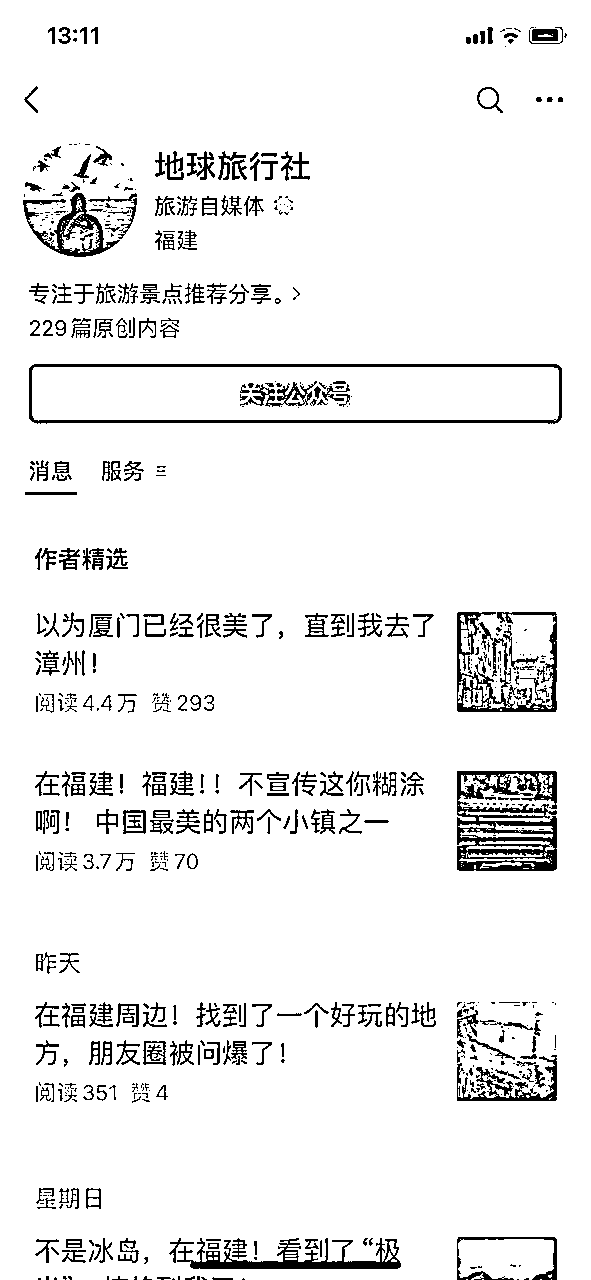 13:11
地球旅行社
旅游自媒体
福建
专注于旅游景点推荐分享。>
229篇原创内容
关注公众号
消息 服务
作者精选
以为厦门已经很美了，直到我去了
漳州！
阅读4.4万 赞293
在福建！福建！！不宣传这你糊涂
啊！ 中国最美的两个小镇之一
阅读3.7万 赞70
昨天
在福建周边！找到了一个好玩的地
方，朋友圈被问爆了！
阅读351 赞4
星期日
不是冰岛，在福建！看到了“极